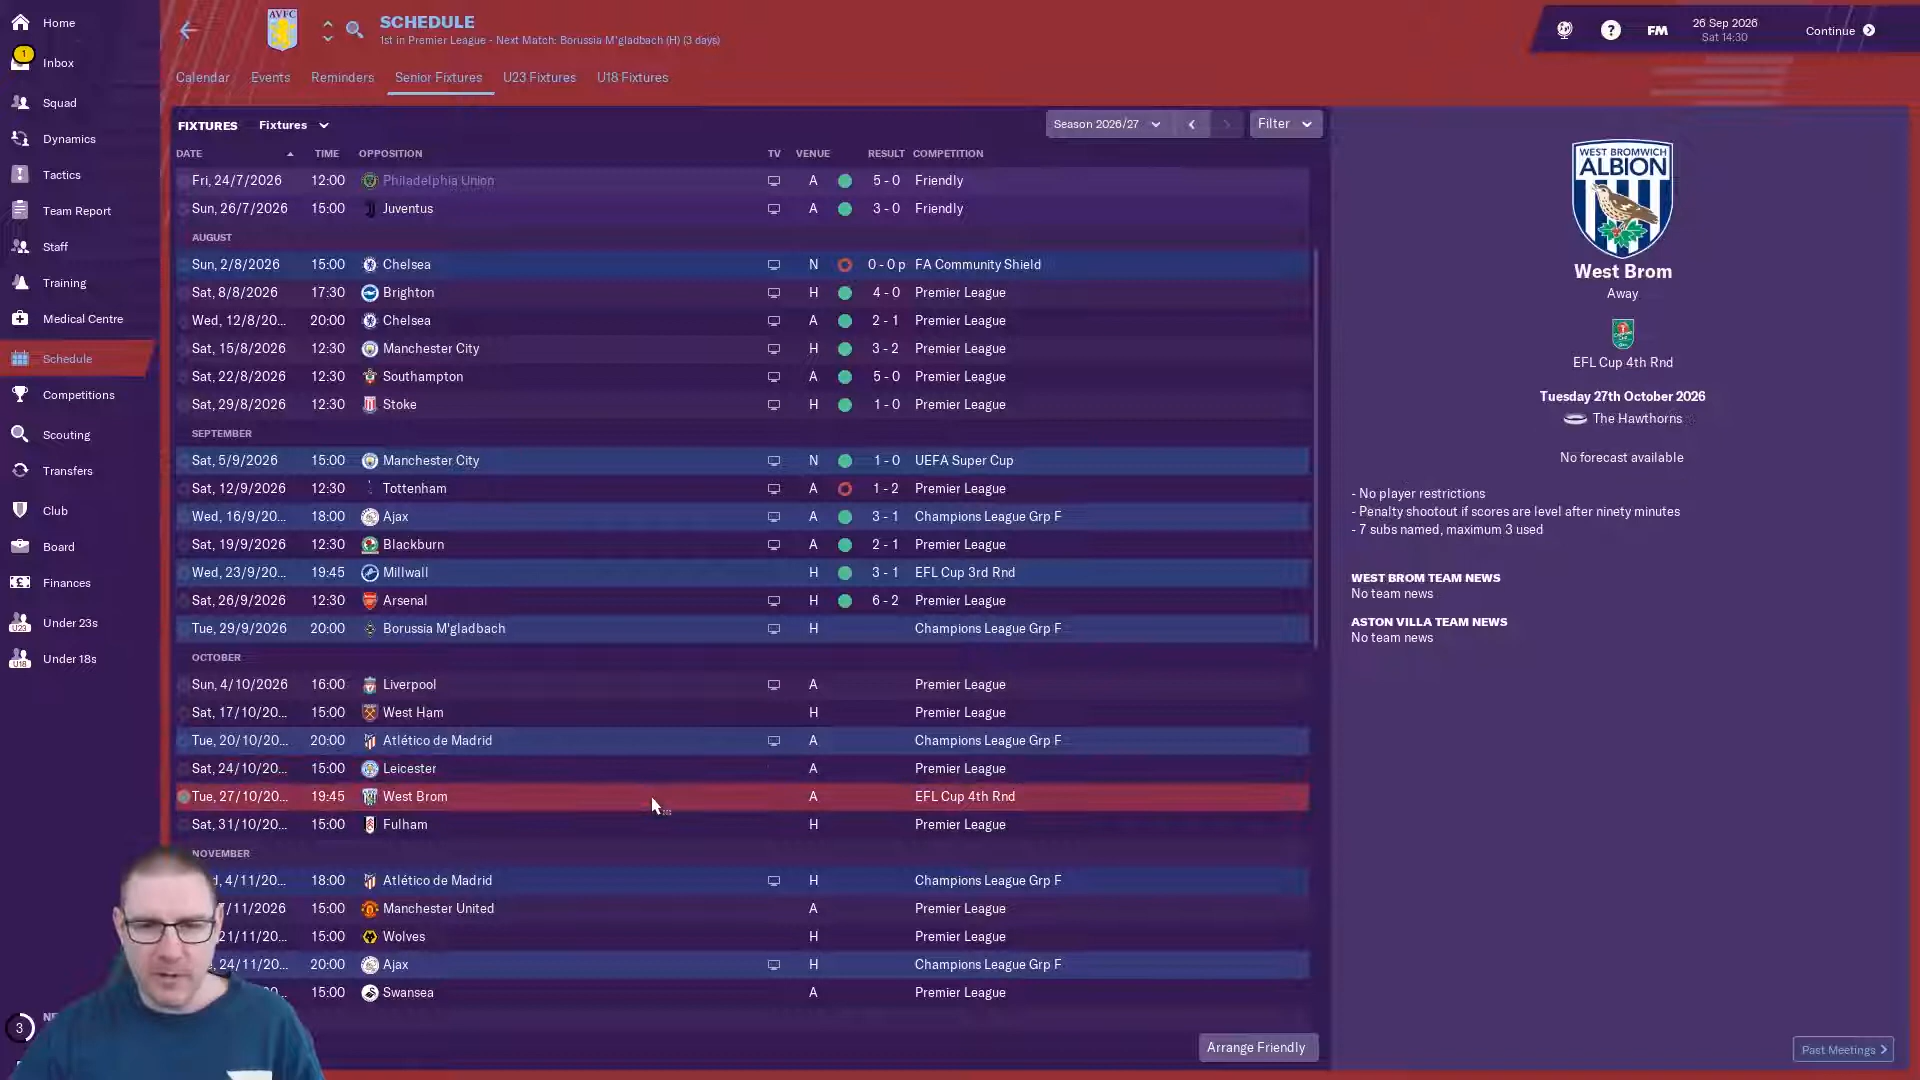 Home
1
Inbox
Squad
Dynamics
Tactics
Team Report
Staff
Training
Medical Centre
Schedule
Competitions
Scouting
Transfers
Club
Board
Finances
U23
Under 23s
U18
Under 18s
3
AVFC
SCHEDULE
1st in Premier League - Next Match: Borussia M'gladbach (H) (3 days)
? FM 26 Sep 2026
Sat 14:30
Continue
Calendar Events Reminders Senior Fixtures U23 Fixtures U18 Fixtures
FIXTURES Fixtures Season 2026/27 Filter
DATE TIME OPPOSITION TV VENUE RESULT COMPETITION
Fri, 24/7/2026 12:00 Philadelphia Union A 5 - 0 Friendly
Sun, 26/7/2026 15:00 Juventus A 3 - 0 Friendly
AUGUST
Sun, 2/8/2026 15:00 Chelsea N 0 - 0 p FA Community Shield
Sat, 8/8/2026 17:30 Brighton H 4 - 0 Premier League
Wed, 12/8/20... 20:00 Chelsea A 2 - 1 Premier League
Sat, 15/8/2026 12:30 Manchester City H 3 - 2 Premier League
Sat, 22/8/2026 12:30 Southampton A 5 - 0 Premier League
Sat, 29/8/2026 12:30 Stoke H 1 - 0 Premier League
SEPTEMBER
Sat, 5/9/2026 15:00 Manchester City N 1 - 0 UEFA Super Cup
Sat, 12/9/2026 12:30 Tottenham A 1 - 2 Premier League
Wed, 16/9/20... 18:00 Ajax A 3 - 1 Champions League Grp F
Sat, 19/9/2026 12:30 Blackburn A 2 - 1 Premier League
Wed, 23/9/20... 19:45 Millwall H 3 - 1 EFL Cup 3rd Rnd
Sat, 26/9/2026 12:30 Arsenal H 6 - 2 Premier League
Tue, 29/9/2026 20:00 Borussia M'gladbach H Champions League Grp F
OCTOBER
Sun, 4/10/2026 16:00 Liverpool A Premier League
Sat, 17/10/20... 15:00 West Ham H Premier League
Tue, 20/10/20... 20:00 Atlético de Madrid A Champions League Grp F
Sat, 24/10/20... 15:00 Leicester A Premier League
Tue, 27/10/20... 19:45 West Brom A EFL Cup 4th Rnd
Sat, 31/10/20... 15:00 Fulham H Premier League
NOVEMBER
4/11/20... 18:00 Atlético de Madrid H Champions League Grp F
/11/2026 15:00 Manchester United A Premier League
21/11/20... 15:00 Wolves H Premier League
24/11/20... 20:00 Ajax H Champions League Grp F
15:00 Swansea A Premier League
Arrange Friendly
WEST BROMWICH
ALBION
West Brom
Away
EFL Cup 4th Rnd
Tuesday 27th October 2026
The Hawthorns
No forecast available
- No player restrictions
- Penalty shootout if scores are level after ninety minutes
- 7 subs named, maximum 3 used
WEST BROM TEAM NEWS
No team news
ASTON VILLA TEAM NEWS
No team news
Past Meetings